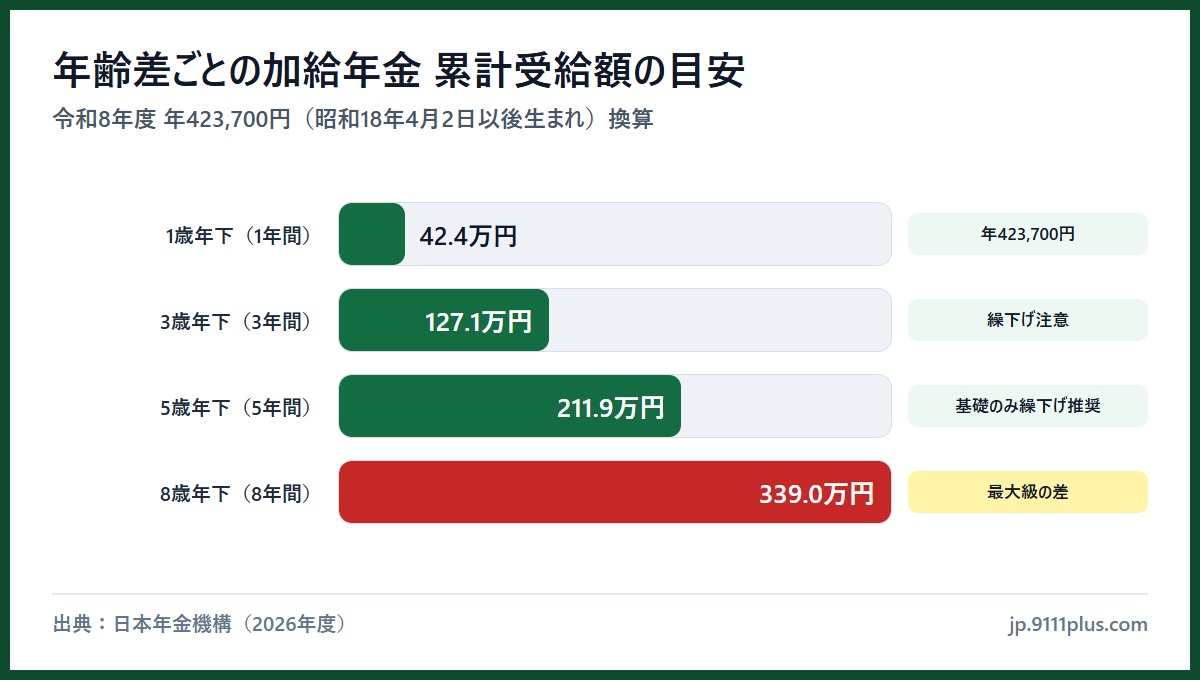 年齢差ごとの加給年金 累計受給額の目安
令和8年度 年423,700円（昭和18年4月2日以後生まれ）換算
1歳年下（1年間） 42.4万円 年423,700円
3歳年下（3年間） 127.1万円 繰下げ注意
5歳年下（5年間） 211.9万円 基礎のみ繰下げ推奨
8歳年下（8年間） 339.0万円 最大級の差
出典：日本年金機構（2026年度） jp.9111plus.com